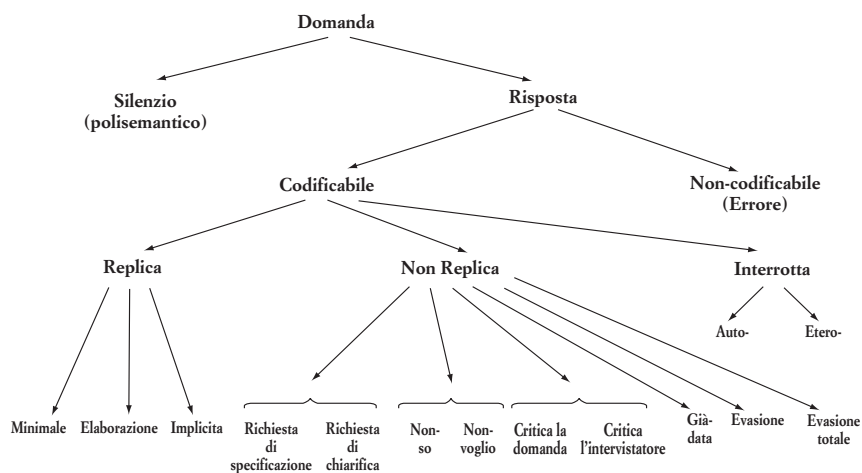 Domanda
Silenzio
(polisemantico)
Risposta
Codificabile
Non-codificabile
(Errore)
Replica
Non Replica
Interrotta
Auto-
Etero-
Minimale
Elaborazione
Implicita
Richiesta
di
specificazione
Richiesta
di
chiarifica
Non-
so
Non-
voglio
Critica la
domanda
Critica
l'intervistatore
Già-
data
Evasione
Evasione
totale